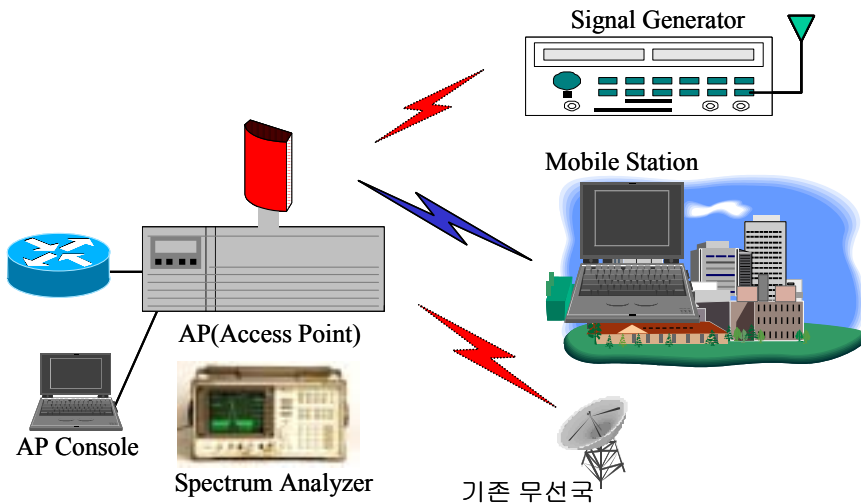 Signal Generator
Mobile Station
AP(Access Point)
AP Console
Spectrum Analyzer
기존 무선국